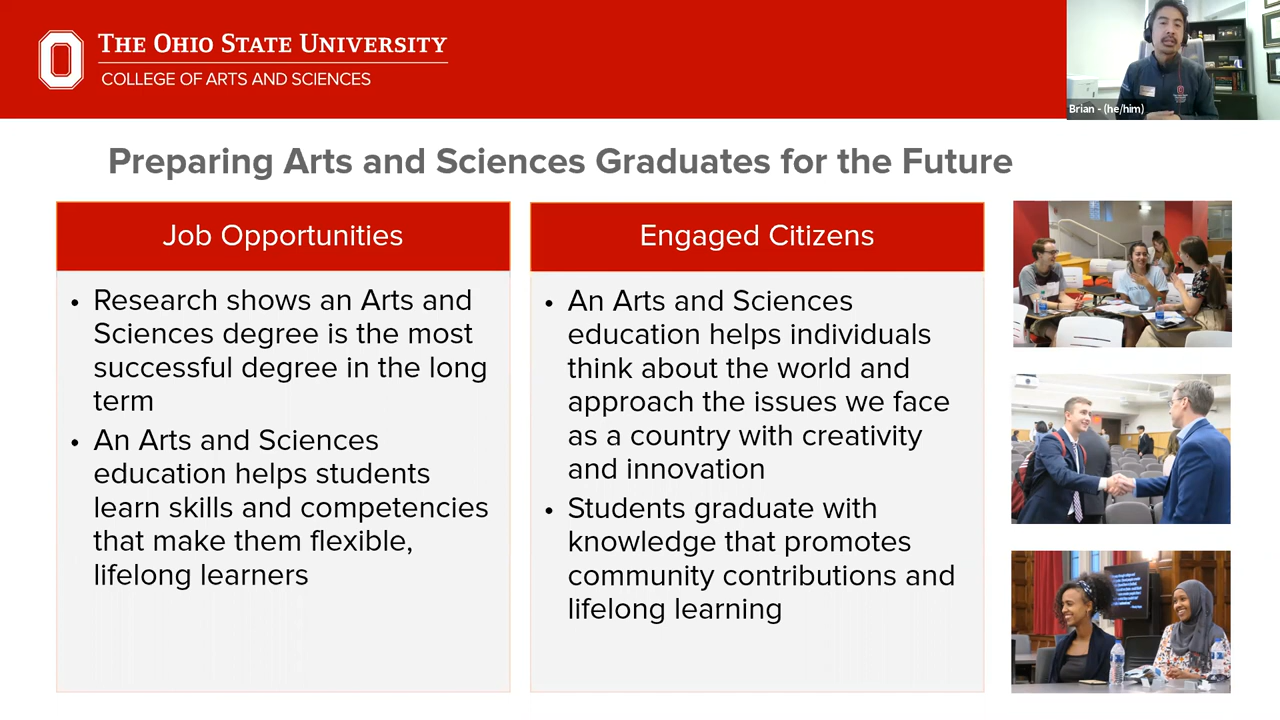 THE OHIO STATE UNIVERSITY
COLLEGE OF ARTS AND SCIENCES
Brian - (he/him)
Preparing Arts and Sciences Graduates for the Future
Job Opportunities
• Research shows an Arts and
Sciences degree is the most
successful degree in the long
term
• An Arts and Sciences
education helps students
learn skills and competencies
that make them flexible,
lifelong learners
Engaged Citizens
• An Arts and Sciences
education helps individuals
think about the world and
approach the issues we face
as a country with creativity
and innovation
• Students graduate with
knowledge that promotes
community contributions and
lifelong learning